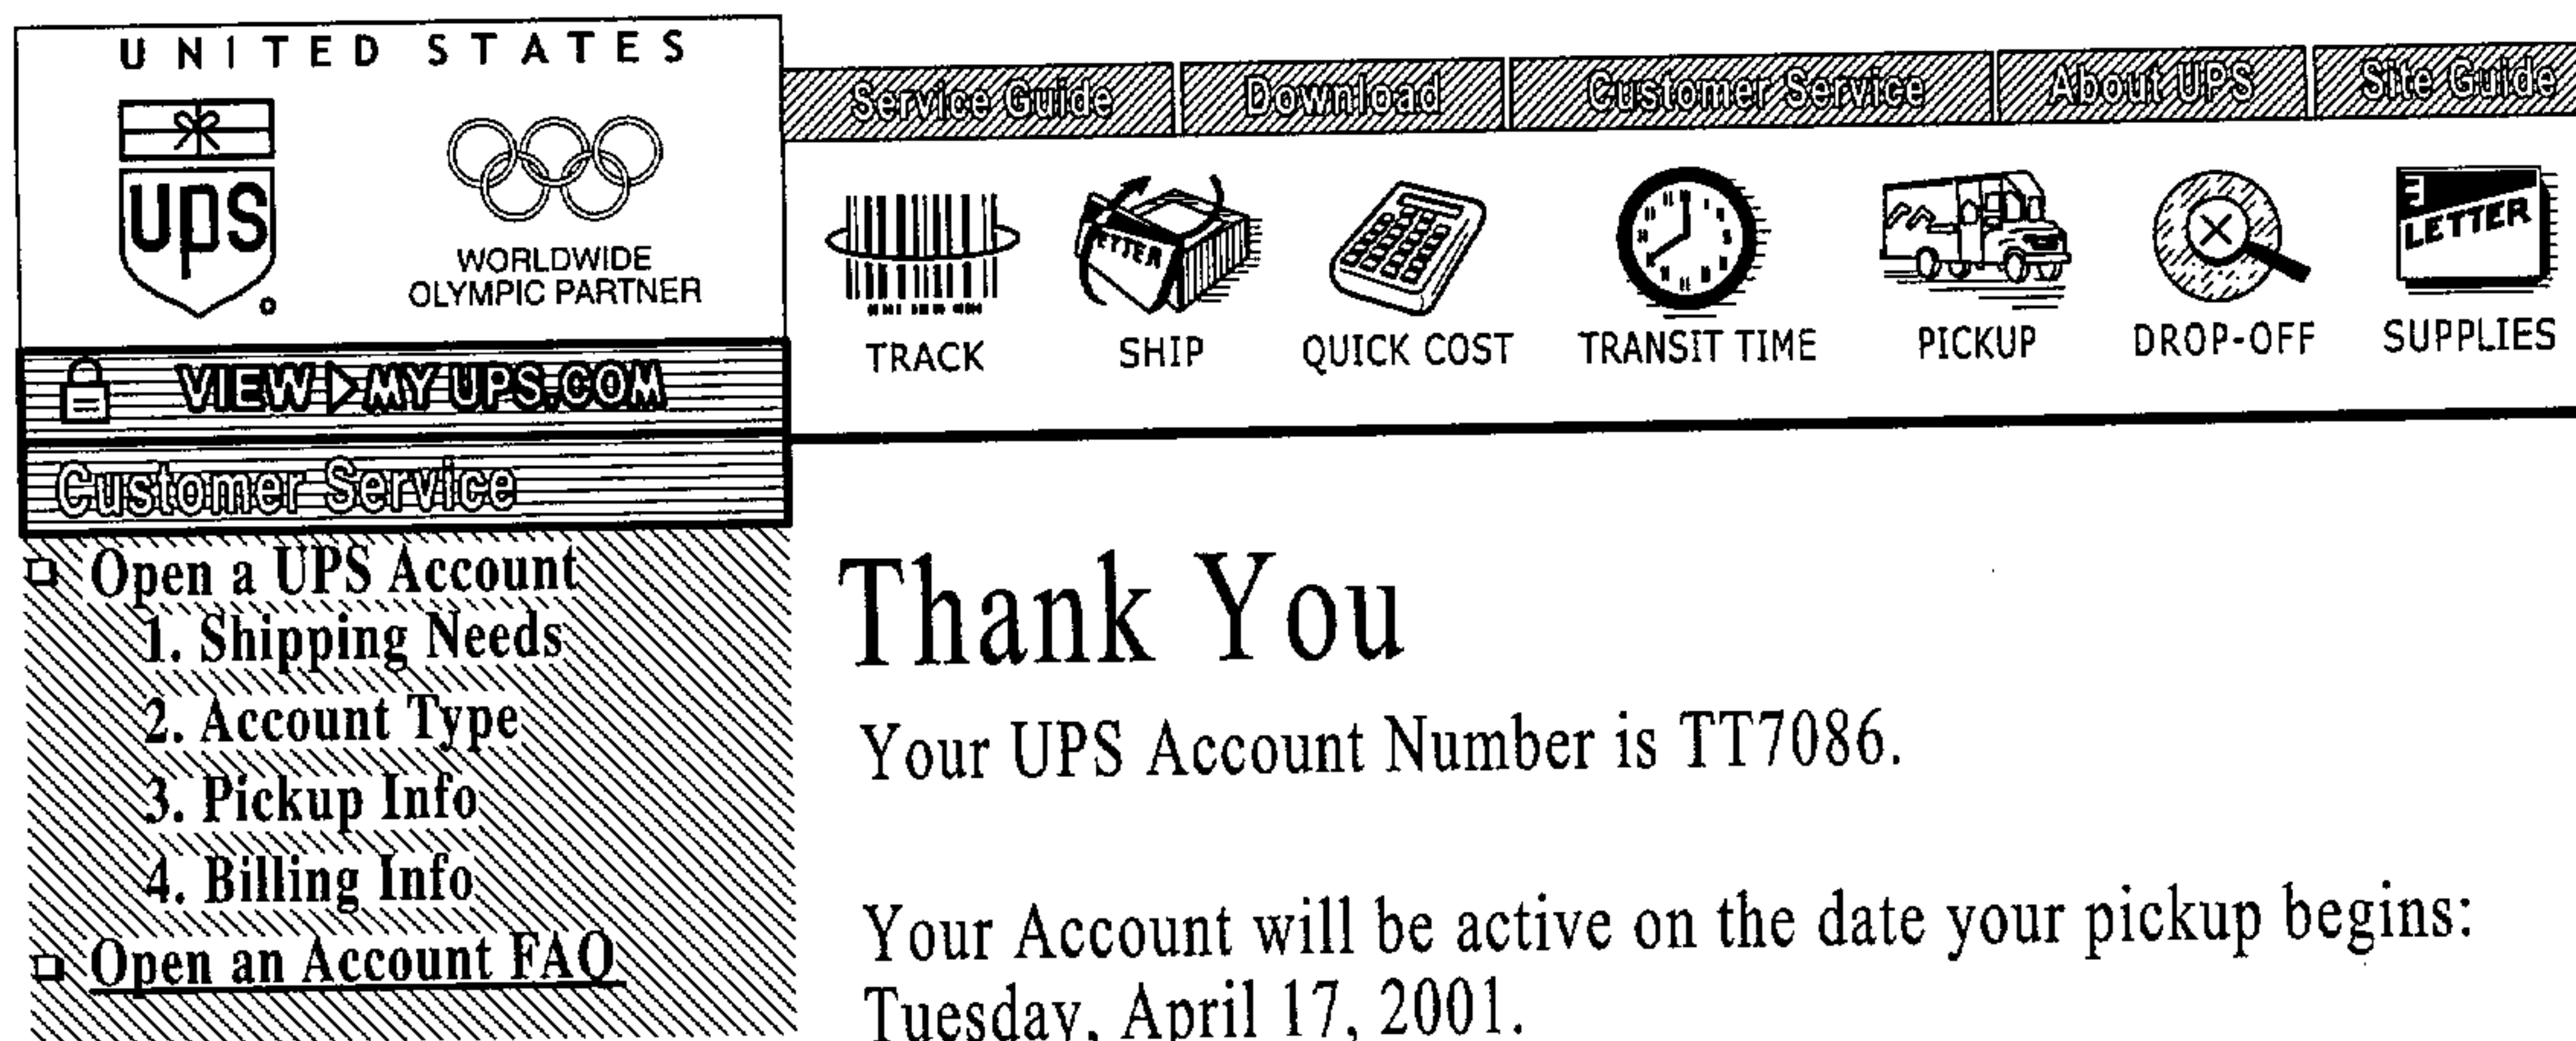 UNITED STATES
Service Guide
Download
Customer Service
About UPS
Site Guide
ups
WORLDWIDE
OLYMPIC PARTNER
LETTER
TRACK
SHIP
QUICK COST
TRANSIT TIME
PICKUP
DROP-OFF
SUPPLIES
VIEW MY UPS.COM
Customer Service
Open a UPS Account
1. Shipping Needs
2. Account Type
3. Pickup Info
4. Billing Info
Open an Account FAQ
Thank You
Your UPS Account Number is TT7086.
Your Account will be active on the date your pickup begins:
Tuesday, April 17, 2001.